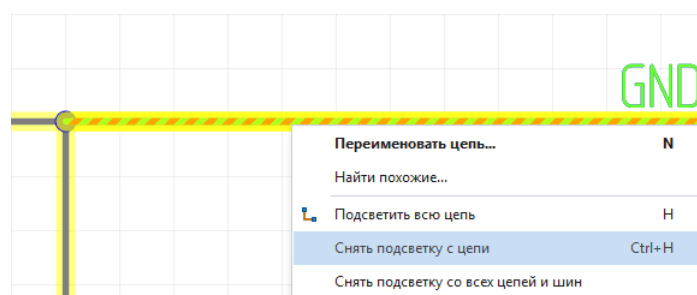 GND
Переименовать цепь... N
Найти похожие...
Подсветить всю цепь H
Снять подсветку с цепи Ctrl+H
Снять подсветку со всех цепей и шин